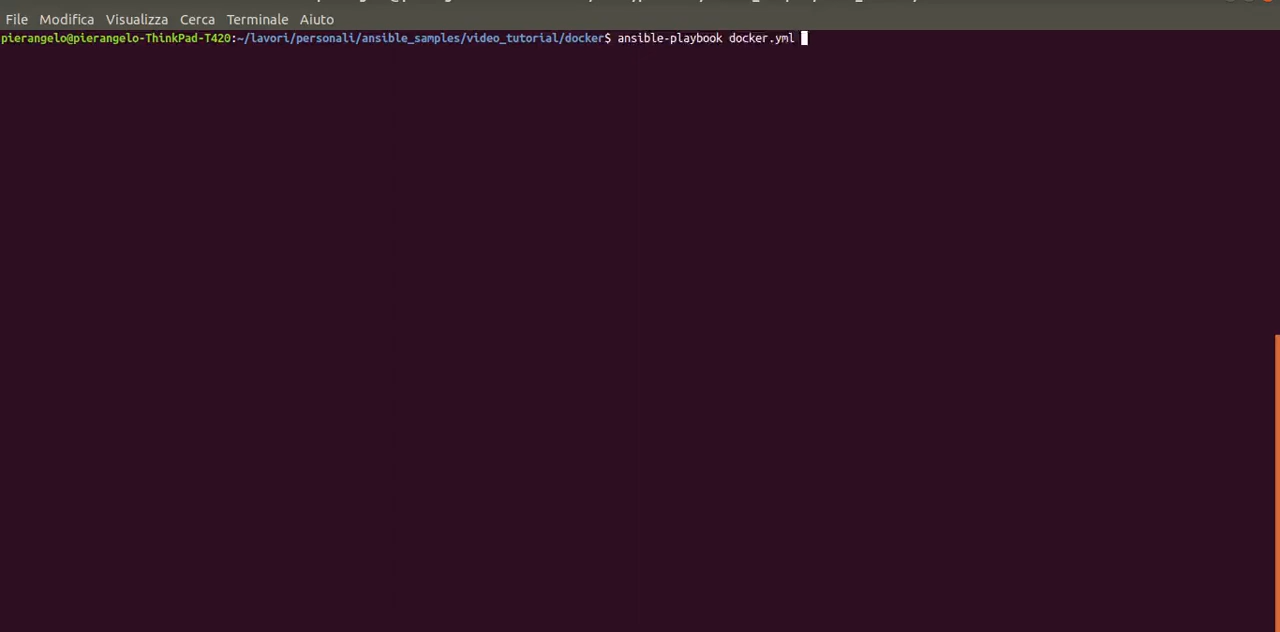 File Modifica Visualizza Cerca Terminale Aiuto
pierangelo@pierangelo-ThinkPad-T420:~/lavori/personali/ansible_samples/video_tutorial/docker$ ansible-playbook docker.yml